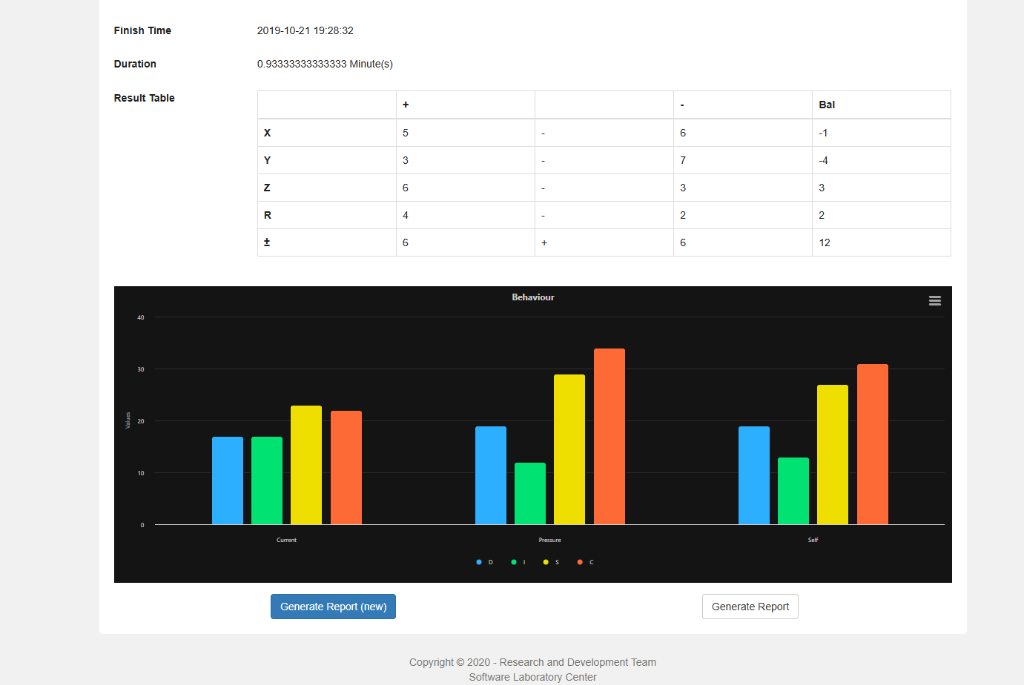 Finish Time 2019-10-21 19:28:32
Duration 0.93333333333333 Minute(s)
Result Table
+ - Bal
X 5 - 6 -1
Y 3 - 7 -4
Z 6 - 3 3
R 4 - 2 2
± 6 + 6 12
Behaviour
40
30
20
10
0
Values
Current Pressure Self
D I S C
Generate Report (new) Generate Report
Copyright © 2020 - Research and Development Team
Software Laboratory Center